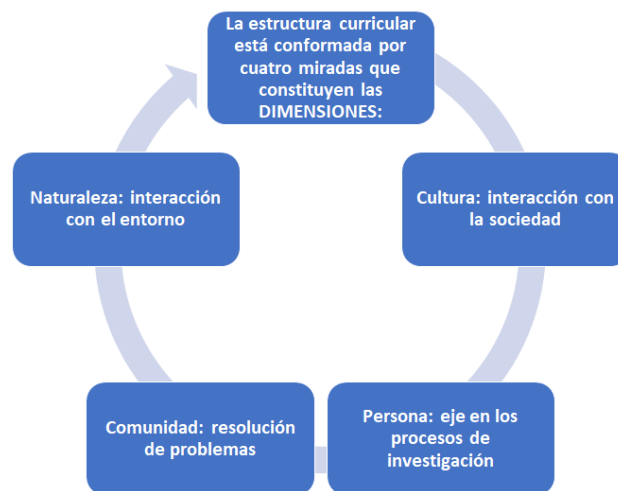 La estructura curricular
está conformada por
cuatro miradas que
constituyen las
DIMENSIONES:
Cultura: interacción con
la sociedad
Persona: eje en los
procesos de
investigación
Comunidad: resolución
de problemas
Naturaleza: interacción
con el entorno